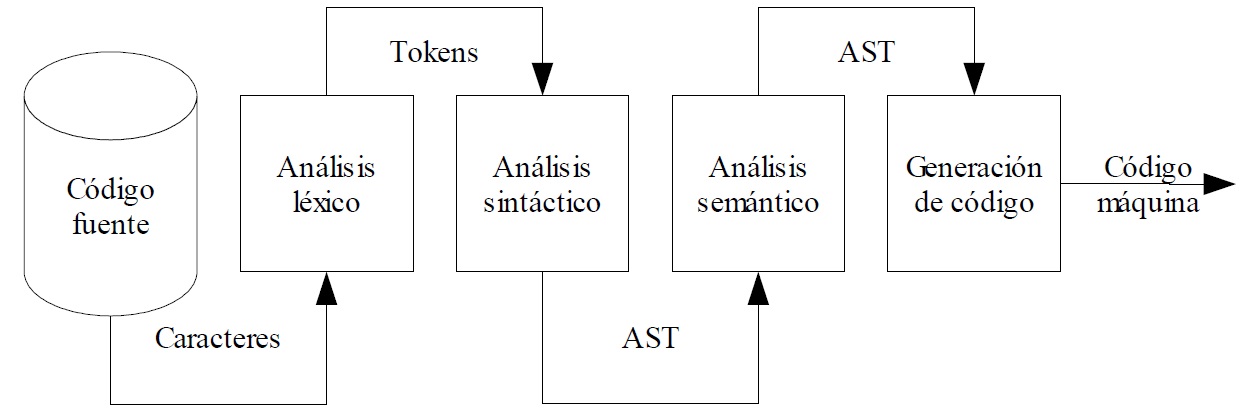 Tokens
AST
Código
fuente
Análisis
léxico
Análisis
sintáctico
Análisis
semántico
Generación
de código
Código
máquina
Caracteres
AST